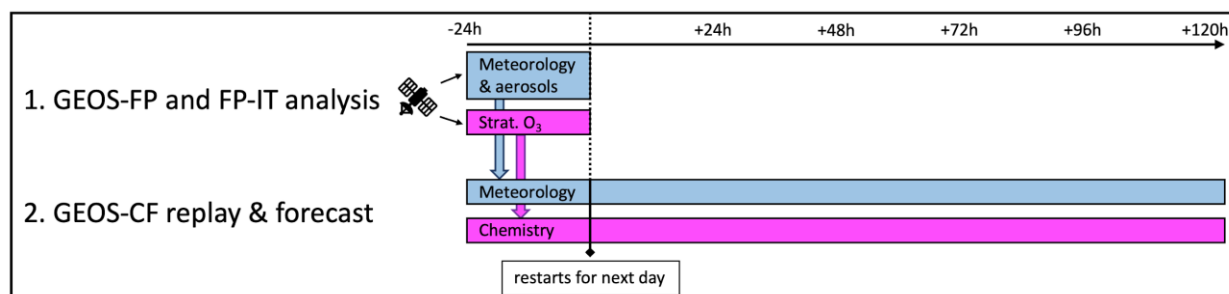 -24h +24h +48h +72h +96h +120h
1. GEOS-FP and FP-IT analysis
Meteorology
& aerosols
Strat. O₃
2. GEOS-CF replay & forecast
Meteorology
Chemistry
restarts for next day